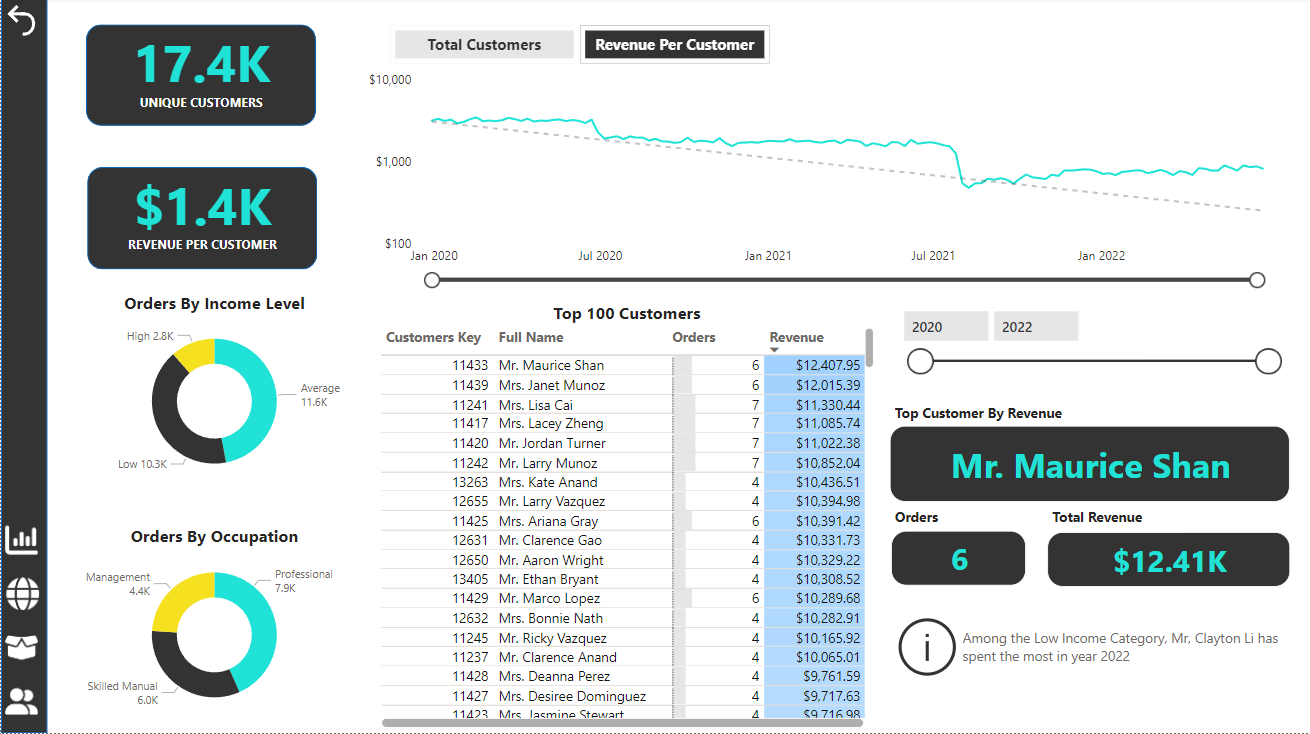 17.4K
UNIQUE CUSTOMERS
$1.4K
REVENUE PER CUSTOMER
Total Customers
Revenue Per Customer
$10,000
$1,000
$100
Jan 2020 Jul 2020 Jan 2021 Jul 2021 Jan 2022
Orders By Income Level
High 2.8K
Average
11.6K
Low 10.3K
Orders By Occupation
Management
4.4K
Professional
7.9K
Skilled Manual
6.0K
Top 100 Customers
Customers Key Full Name Orders Revenue
11433 Mr. Maurice Shan 6 $12,407.95
11439 Mrs. Janet Munoz 6 $12,015.39
11241 Mrs. Lisa Cai 7 $11,330.44
11417 Mrs. Lacey Zheng 7 $11,085.74
11420 Mr. Jordan Turner 7 $11,022.38
11242 Mr. Larry Munoz 7 $10,852.04
13263 Mrs. Kate Anand 4 $10,436.51
12655 Mr. Larry Vazquez 4 $10,394.98
11425 Mrs. Ariana Gray 6 $10,391.42
12631 Mr. Clarence Gao 4 $10,331.73
12650 Mr. Aaron Wright 4 $10,329.22
13405 Mr. Ethan Bryant 4 $10,308.52
11429 Mr. Marco Lopez 6 $10,289.68
12632 Mrs. Bonnie Nath 4 $10,282.91
11245 Mr. Ricky Vazquez 4 $10,165.92
11237 Mr. Clarence Anand 4 $10,065.01
11428 Mrs. Deanna Perez 4 $9,761.59
11427 Mrs. Desiree Dominguez 4 $9,717.63
11423 Mrs. Jasmine Stewart 4 $9,716.98
2020
2022
Top Customer By Revenue
Mr. Maurice Shan
Orders
6
Total Revenue
$12.41K
i
Among the Low Income Category, Mr, Clayton Li has
spent the most in year 2022